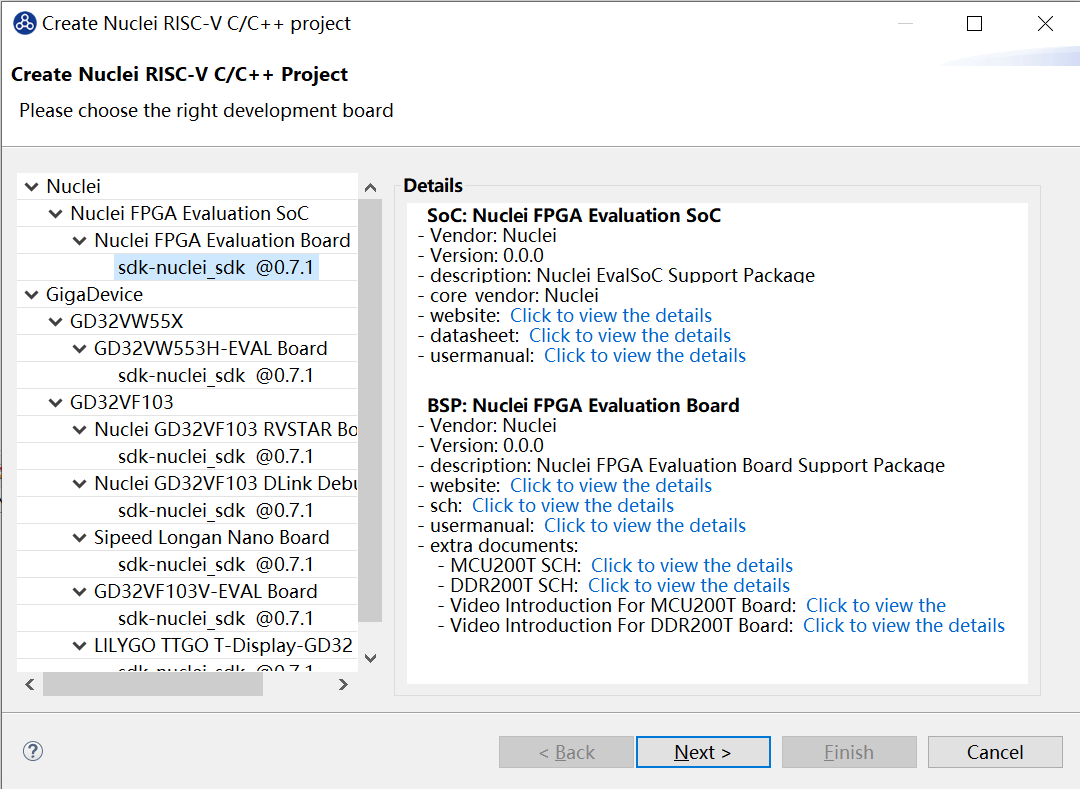 Create Nuclei RISC-V C/C++ project
Create Nuclei RISC-V C/C++ Project
Please choose the right development board
Nuclei
Nuclei FPGA Evaluation SoC
Nuclei FPGA Evaluation Board
sdk-nuclei_sdk @0.7.1
GigaDevice
GD32VW55X
GD32VW553H-EVAL Board
sdk-nuclei_sdk @0.7.1
GD32VF103
Nuclei GD32VF103 RVSTAR Bo
sdk-nuclei_sdk @0.7.1
Nuclei GD32VF103 DLink Debu
sdk-nuclei_sdk @0.7.1
Sipeed Longan Nano Board
sdk-nuclei_sdk @0.7.1
GD32VF103V-EVAL Board
sdk-nuclei_sdk @0.7.1
LILYGO TTGO T-Display-GD32
sdk-nuclei_sdk @0.7.1
Details
SoC: Nuclei FPGA Evaluation SoC
- Vendor: Nuclei
- Version: 0.0.0
- description: Nuclei EvalSoC Support Package
- core_vendor: Nuclei
- website: Click to view the details
- datasheet: Click to view the details
- usermanual: Click to view the details
BSP: Nuclei FPGA Evaluation Board
- Vendor: Nuclei
- Version: 0.0.0
- description: Nuclei FPGA Evaluation Board Support Package
- website: Click to view the details
- sch: Click to view the details
- usermanual: Click to view the details
- extra documents:
- MCU200T SCH: Click to view the details
- DDR200T SCH: Click to view the details
- Video Introduction For MCU200T Board: Click to view the
- Video Introduction For DDR200T Board: Click to view the details
?
< Back
Next >
Finish
Cancel